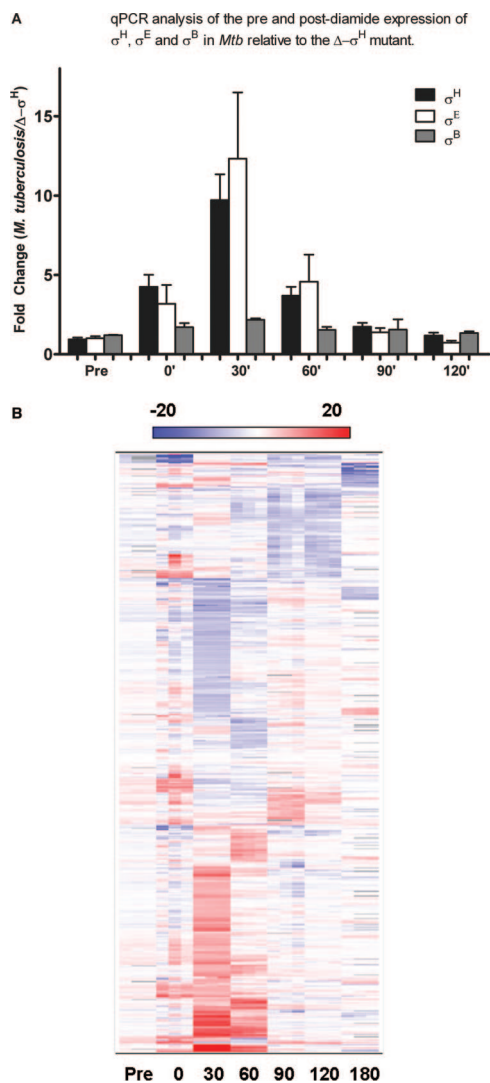 A
qPCR analysis of the pre and post-diamide expression of
σH, σE and σB in Mtb relative to the Δ–σH mutant.
Fold Change (M. tuberculosis/Δ–σH)
15
10
5
0
σH
σE
σB
Pre 0' 30' 60' 90' 120'
B
-20 20
Pre 0 30 60 90 120 180